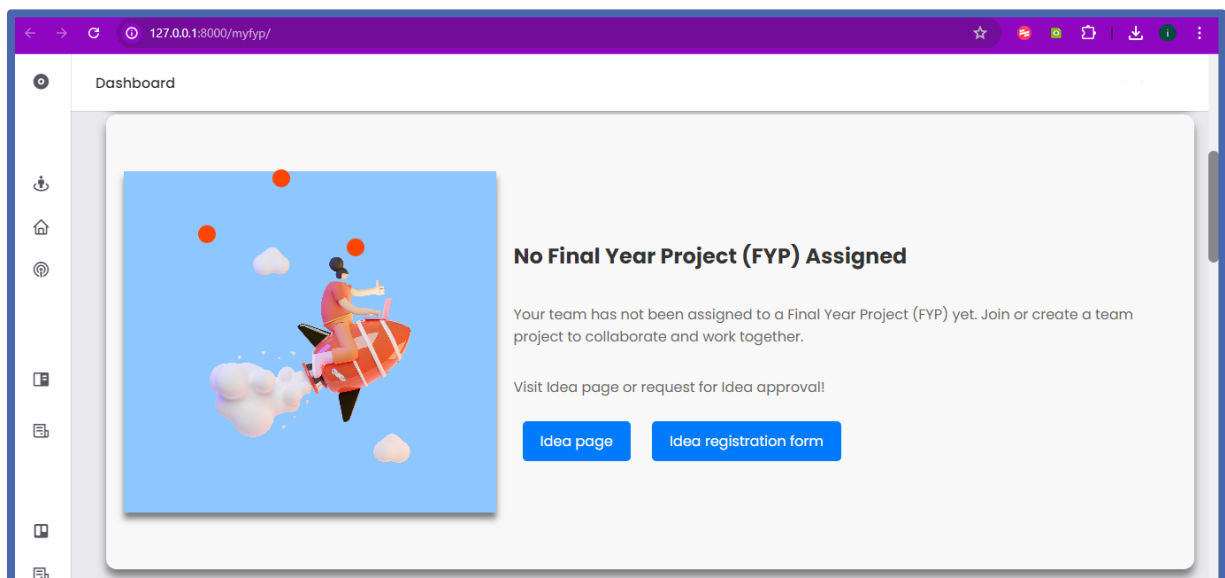 127.0.0.1:8000/myfyp/
i
Dashboard
No Final Year Project (FYP) Assigned
Your team has not been assigned to a Final Year Project (FYP) yet. Join or create a team
project to collaborate and work together.
Visit Idea page or request for Idea approval!
Idea page
Idea registration form